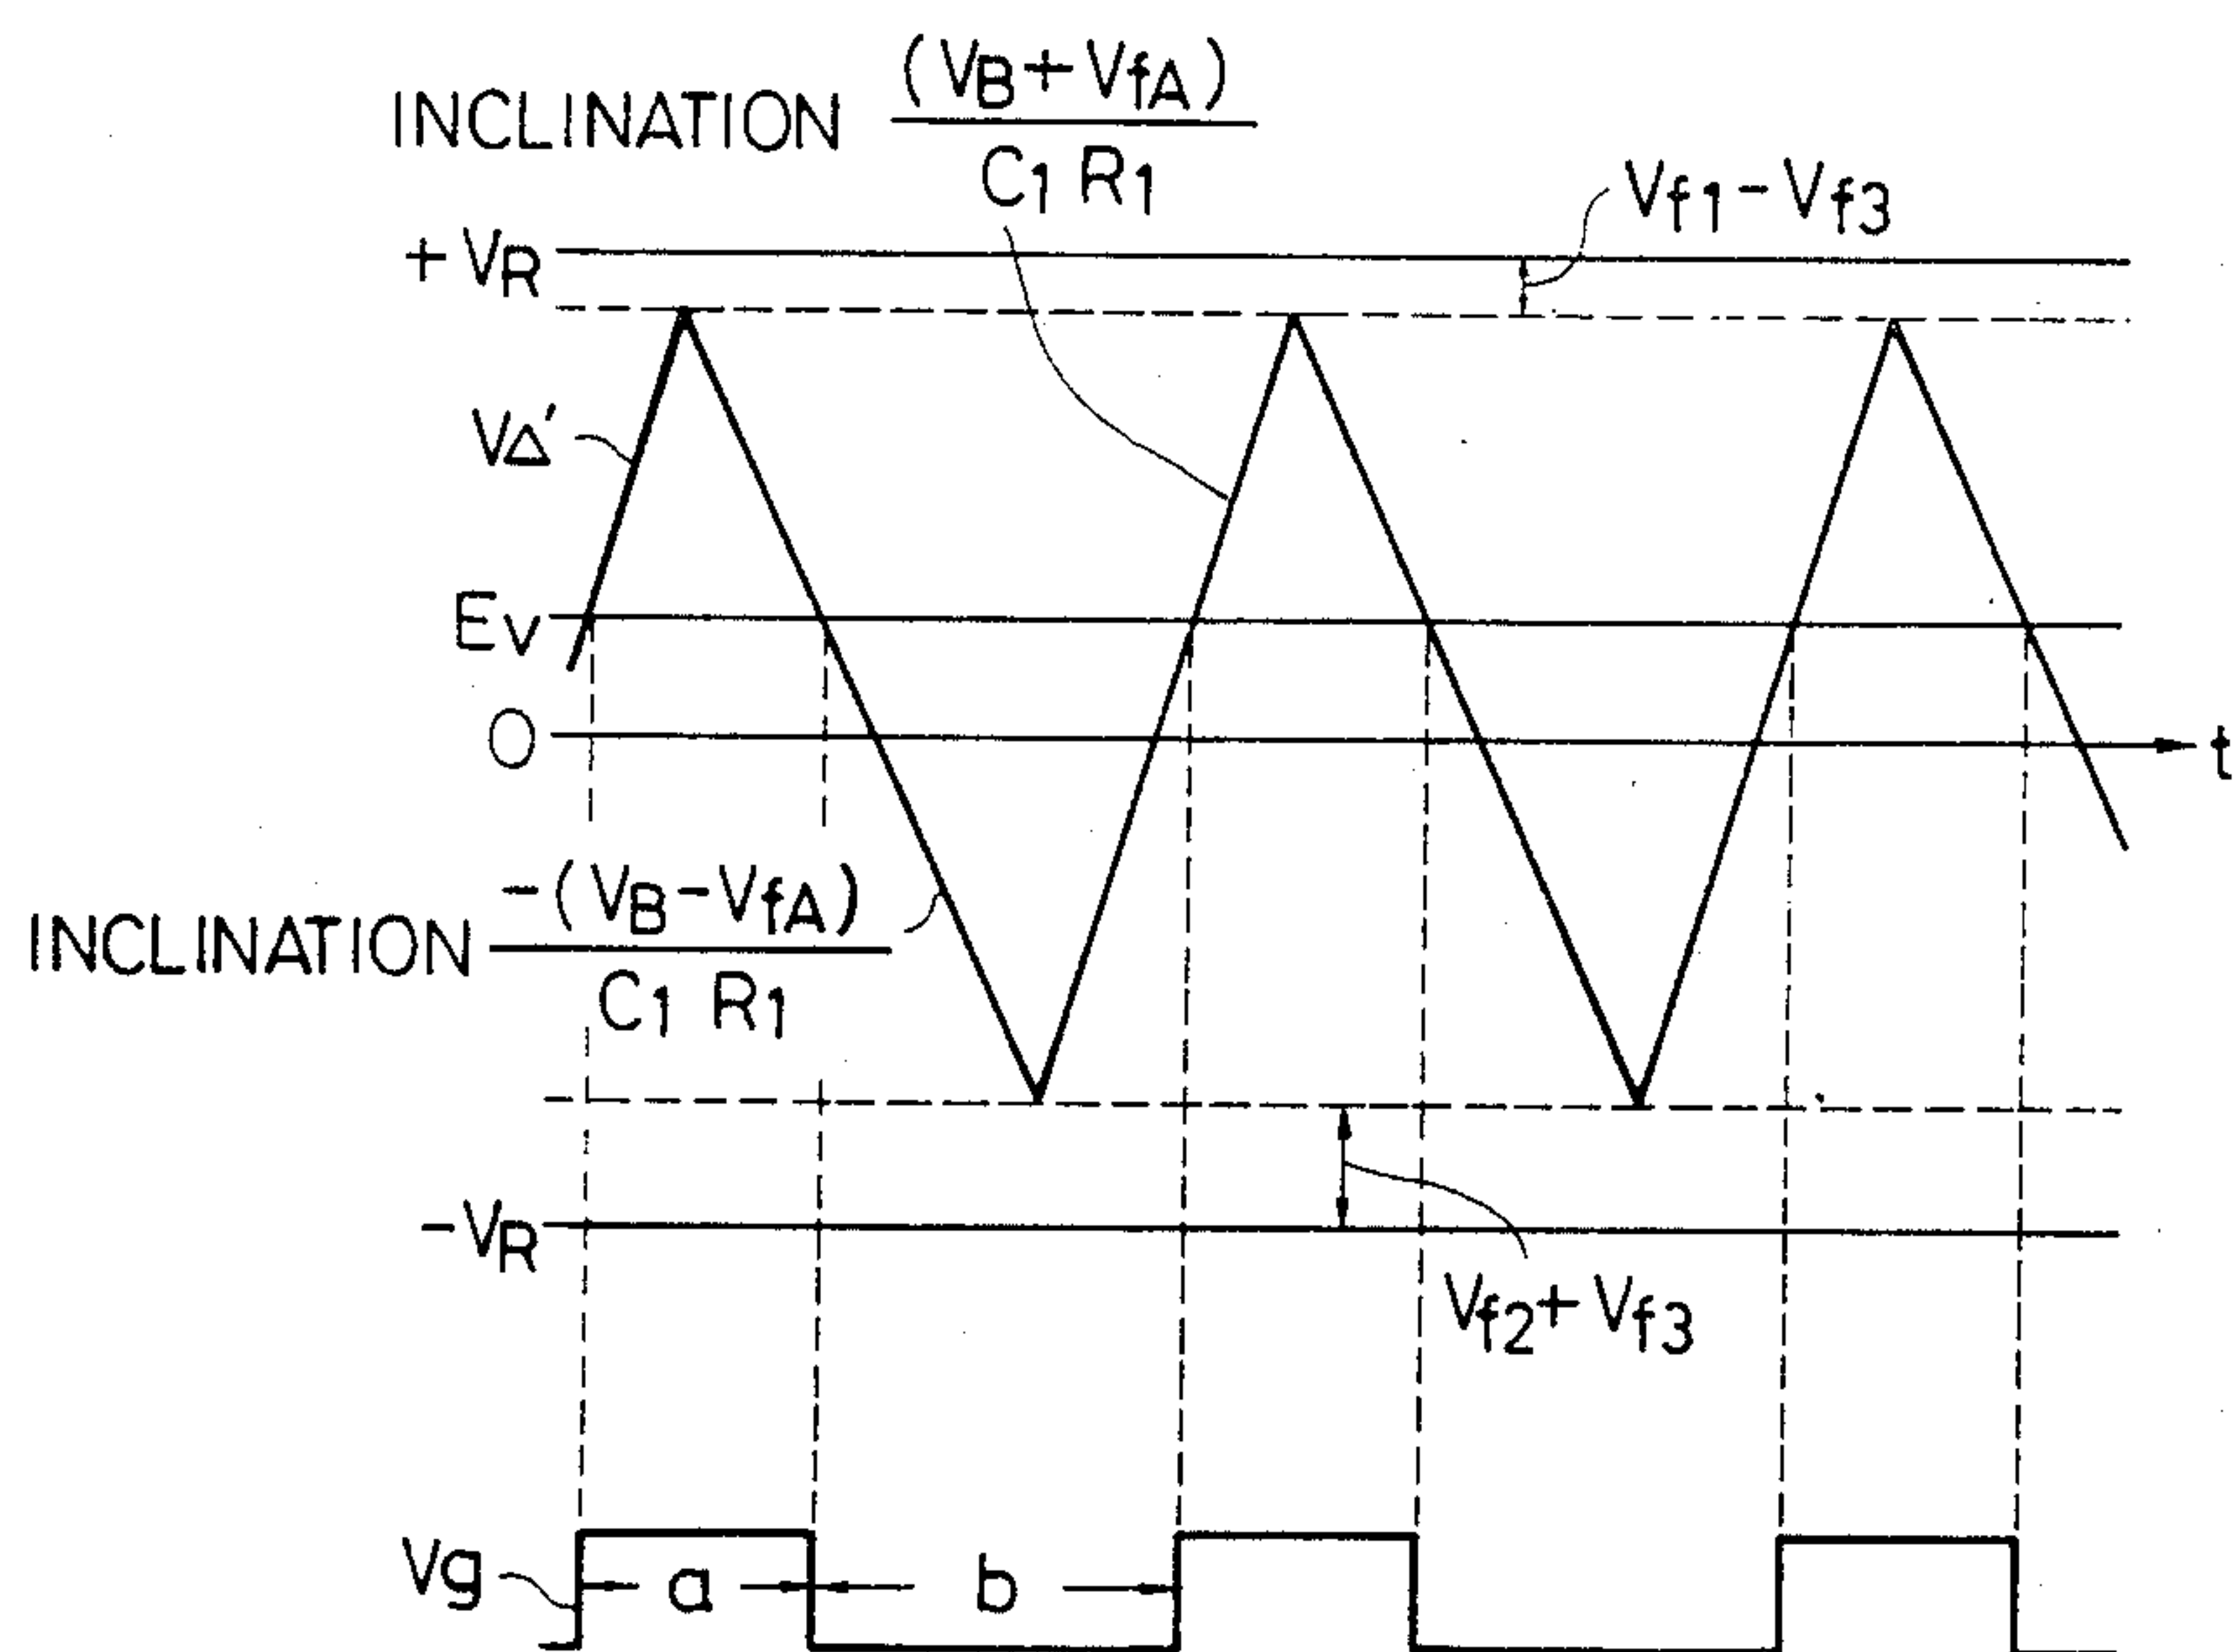 INCLINATION (VB+VfA) / C1 R1
Vf1-Vf3
+VR
VΔ'
Ev
0
t
INCLINATION -(VB-VfA) / C1 R1
-VR
Vf2+Vf3
Vg
a
b